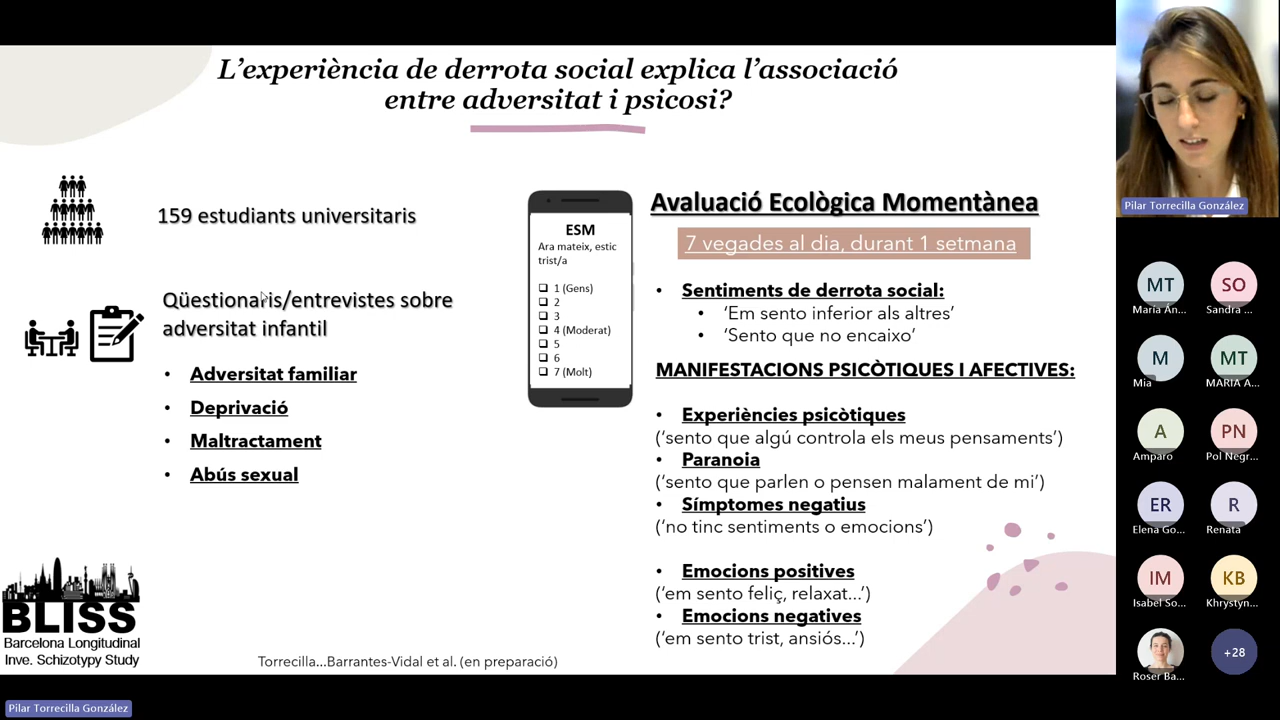 L’experiència de derrota social explica l’associació
entre adversitat i psicosi?
159 estudiants universitaris
Qüestionaris/entrevistes sobre
adversitat infantil
• Adversitat familiar
• Deprivació
• Maltractament
• Abús sexual
BLISS
Barcelona Longitudinal
Inve. Schizotypy Study
ESM
Ara mateix, estic
trist/a
1 (Gens)
2
3
4 (Moderat)
5
6
7 (Molt)
Avaluació Ecològica Momentànea
7 vegades al dia, durant 1 setmana
• Sentiments de derrota social:
• ‘Em sento inferior als altres’
• ‘Sento que no encaixo’
MANIFESTACIONS PSICÒTIQUES I AFECTIVES:
• Experiències psicòtiques
(‘sento que algú controla els meus pensaments’)
• Paranoia
(‘sento que parlen o pensen malament de mi’)
• Símptomes negatius
(‘no tinc sentiments o emocions’)
• Emocions positives
(‘em sento feliç, relaxat...’)
• Emocions negatives
(‘em sento trist, ansiós...’)
Torrecilla...Barrantes-Vidal et al. (en preparació)
Pilar Torrecilla González
Pilar Torrecilla González
MT
SO
Maria Án...
Sandra ...
M
MT
Mia
MARIA A...
A
PN
Amparo
Pol Negr...
ER
R
Elena Go...
Renata
IM
KB
Isabel So...
Khrystyn...
+28
Roser Ba...